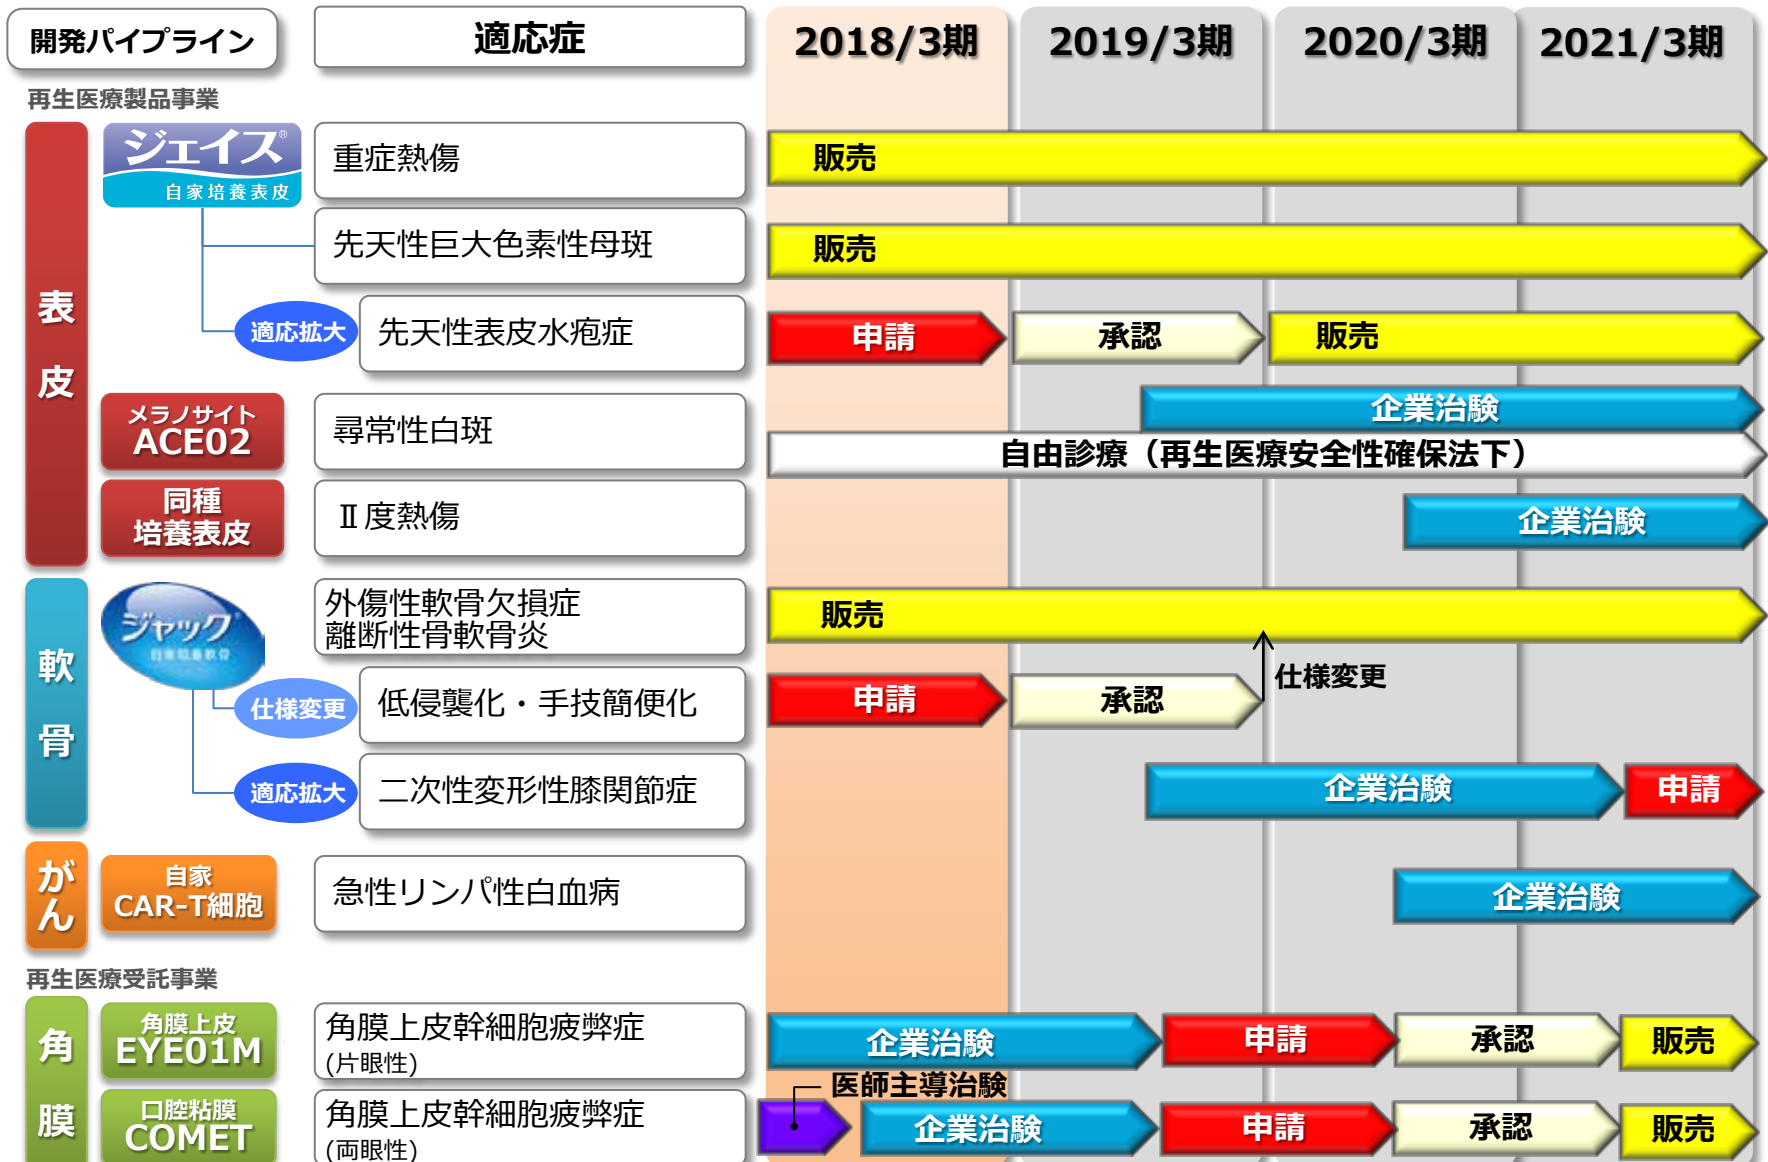 開発パイプライン
適応症
2018/3期
2019/3期
2020/3期
2021/3期
再生医療製品事業
表皮
ジェイス®
自家培養表皮
重症熱傷
販売
先天性巨大色素性母斑
販売
適応拡大
先天性表皮水疱症
申請
承認
販売
メラノサイト
ACE02
尋常性白斑
企業治験
自由診療（再生医療安全性確保法下）
同種
培養表皮
Ⅱ度熱傷
企業治験
軟骨
ジャック®
自家培養軟骨
外傷性軟骨欠損症
離断性骨軟骨炎
販売
仕様変更
低侵襲化・手技簡便化
申請
承認
仕様変更
適応拡大
二次性変形性膝関節症
企業治験
申請
がん
自家
CAR-T細胞
急性リンパ性白血病
企業治験
再生医療受託事業
角膜
角膜上皮
EYE01M
角膜上皮幹細胞疲弊症
(片眼性)
企業治験
申請
承認
販売
口腔粘膜
COMET
角膜上皮幹細胞疲弊症
(両眼性)
医師主導治験
企業治験
申請
承認
販売